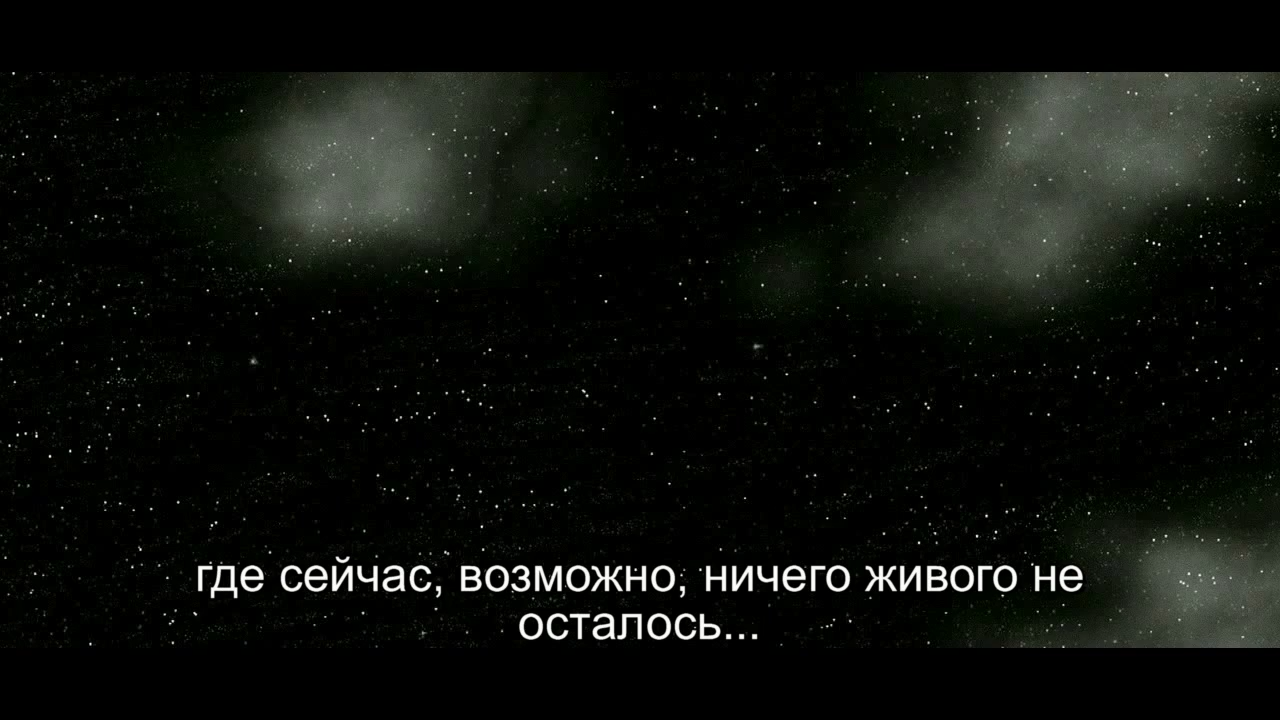 где сейчас, возможно, ничего живого не
осталось...